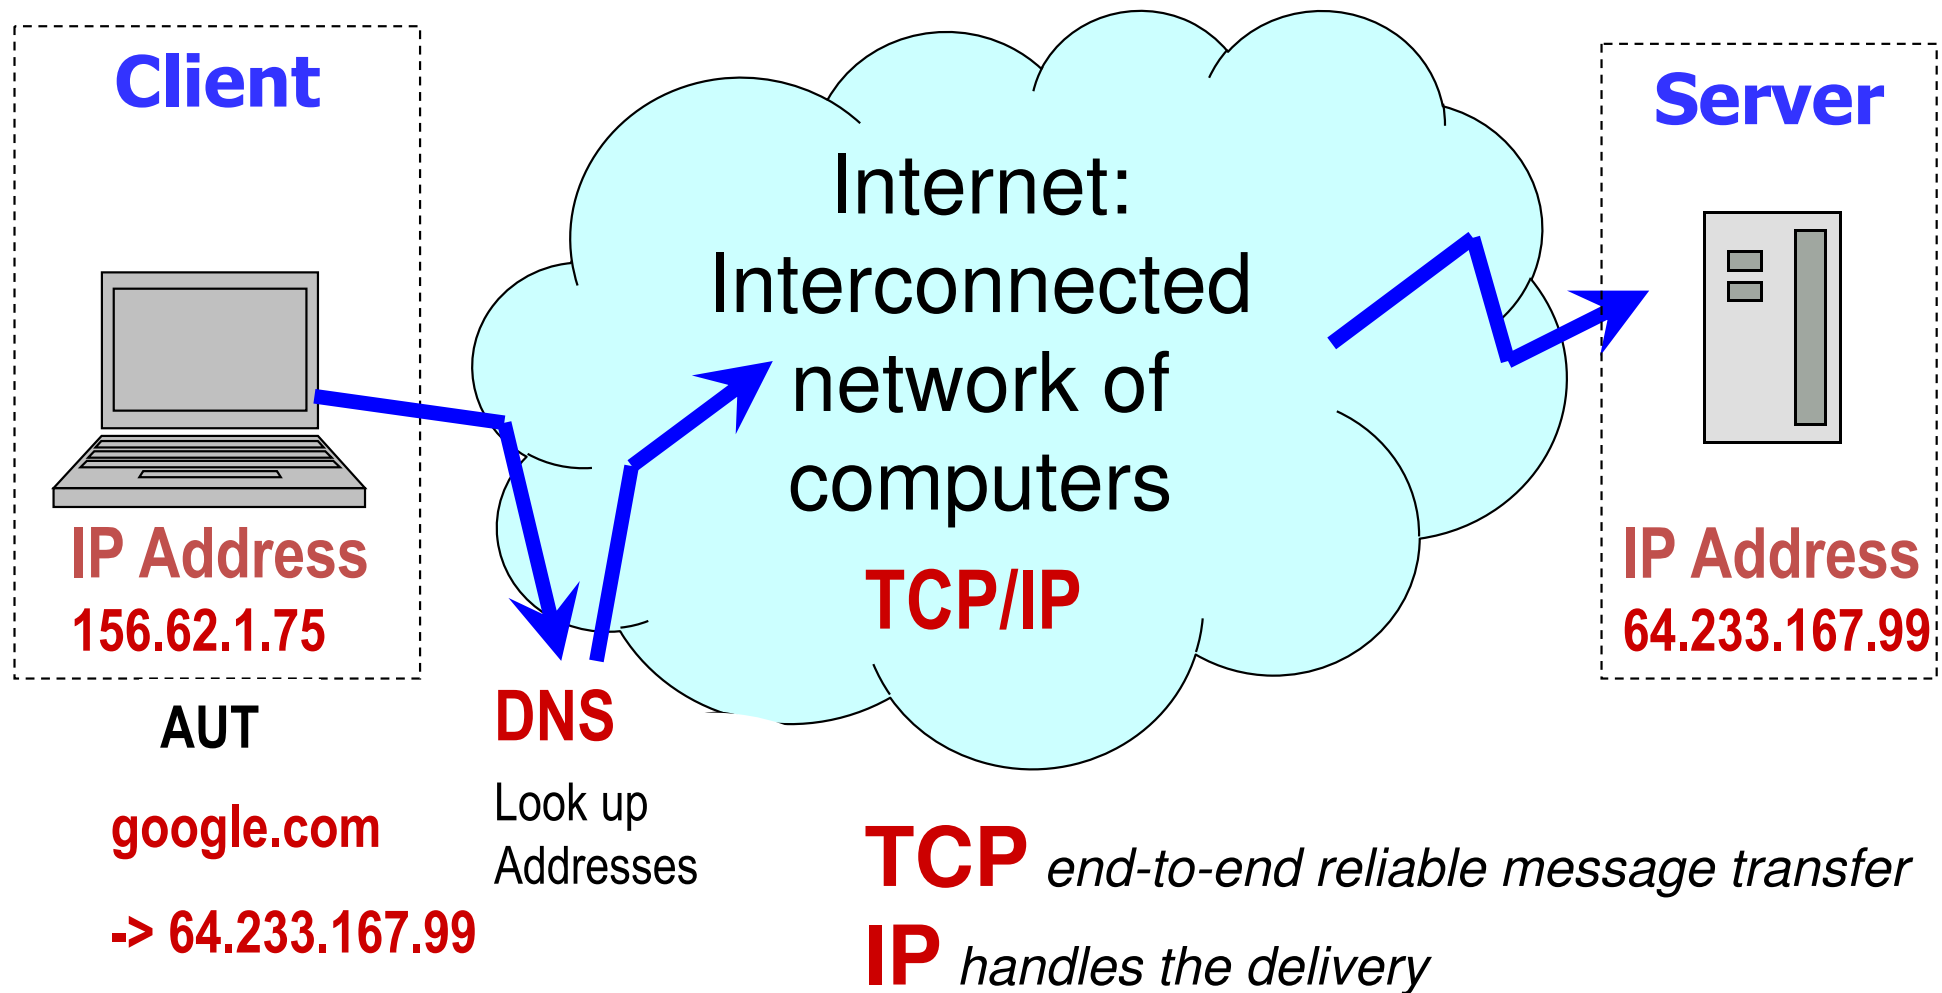 Client
Server
Internet:
Interconnected
network of
computers
TCP/IP
IP Address
156.62.1.75
IP Address
64.233.167.99
AUT
google.com
-> 64.233.167.99
DNS
Look up
Addresses
TCP end-to-end reliable message transfer
IP handles the delivery